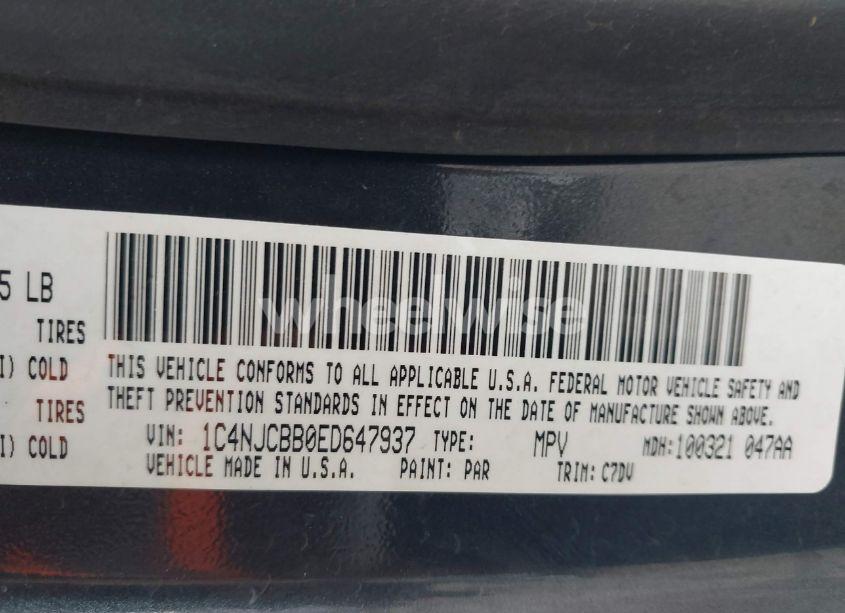 5 LB
TIRES
I) COLD
TIRES
I) COLD
THIS VEHICLE CONFORMS TO ALL APPLICABLE U.S.A. FEDERAL MOTOR VEHICLE SAFETY AND
THEFT PREVENTION STANDARDS IN EFFECT ON THE DATE OF MANUFACTURE SHOWN ABOVE.
VIN: 1C4NJCBB0ED647937 TYPE: MPV MDH:100321 047AA
VEHICLE MADE IN U.S.A. PAINT: PAR TRIM: C7DV
wheelwise